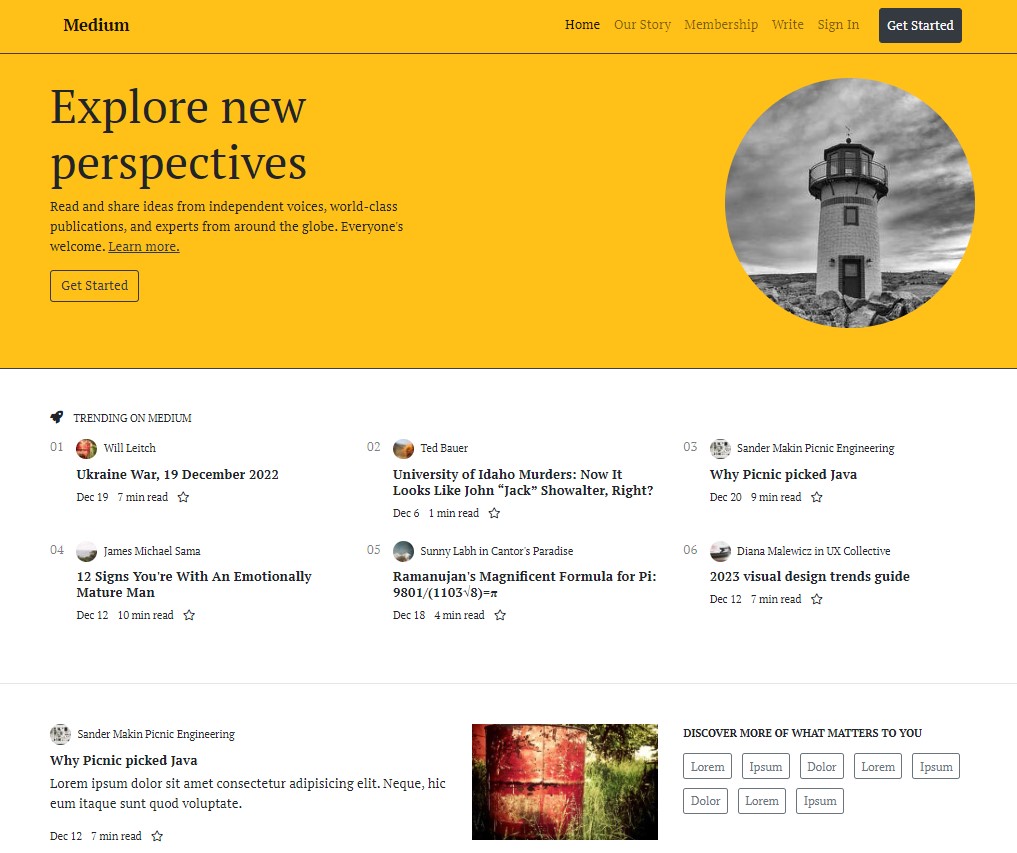 Medium
Home Our Story Membership Write Sign In Get Started
Explore new
perspectives
Read and share ideas from independent voices, world-class
publications, and experts from around the globe. Everyone's
welcome. Learn more.
Get Started
TRENDING ON MEDIUM
01 Will Leitch
Ukraine War, 19 December 2022
Dec 19 7 min read
02 Ted Bauer
University of Idaho Murders: Now It
Looks Like John “Jack” Showalter, Right?
Dec 6 1 min read
03 Sander Makin Picnic Engineering
Why Picnic picked Java
Dec 20 9 min read
04 James Michael Sama
12 Signs You're With An Emotionally
Mature Man
Dec 12 10 min read
05 Sunny Labh in Cantor's Paradise
Ramanujan's Magnificent Formula for Pi:
9801/(1103√8)=π
Dec 18 4 min read
06 Diana Malewicz in UX Collective
2023 visual design trends guide
Dec 12 7 min read
Sander Makin Picnic Engineering
Why Picnic picked Java
Lorem ipsum dolor sit amet consectetur adipisicing elit. Neque, hic
eum itaque sunt quod voluptate.
Dec 12 7 min read
DISCOVER MORE OF WHAT MATTERS TO YOU
Lorem Ipsum Dolor Lorem Ipsum
Dolor Lorem Ipsum